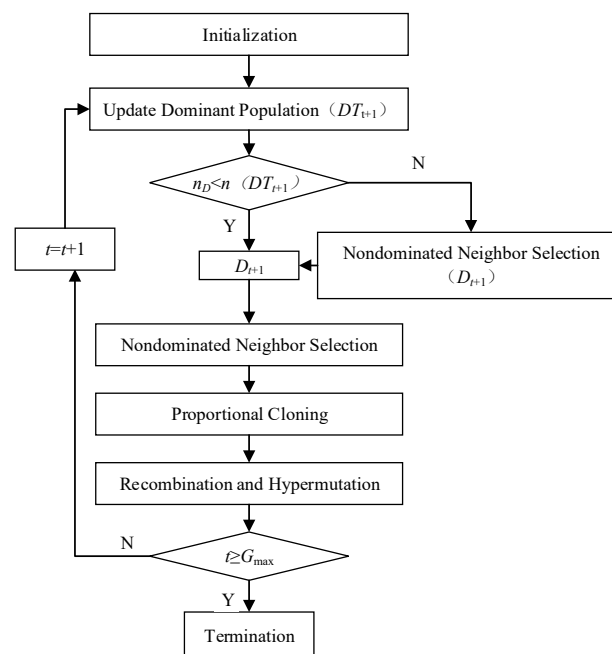 Initialization
Update Dominant Population（DTt+1）
N
nD<n（DTt+1）
Y
t=t+1
Nondominated Neighbor Selection
（Dt+1）
Dt+1
Nondominated Neighbor Selection
Proportional Cloning
Recombination and Hypermutation
N
t≥Gmax
Y
Termination